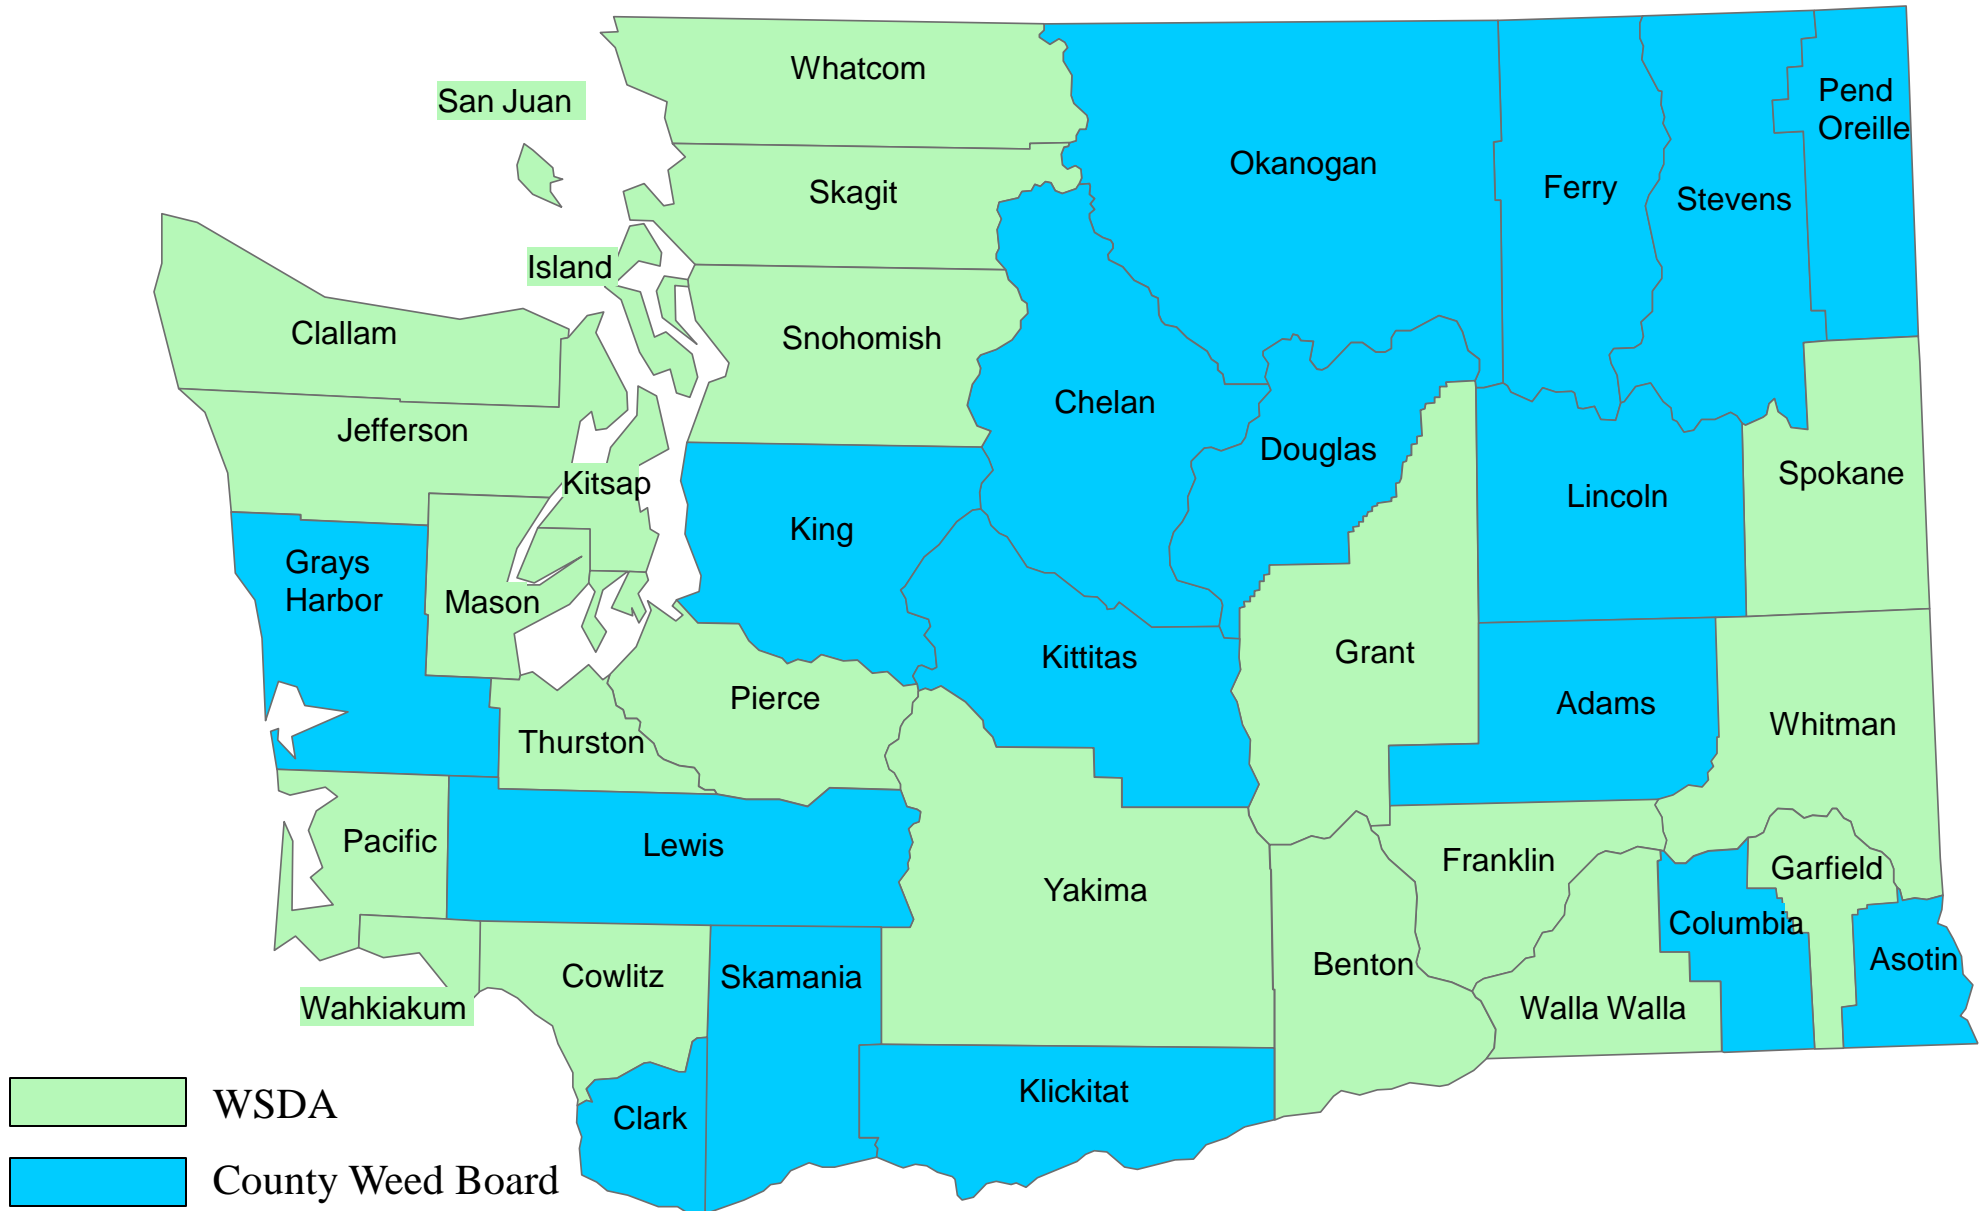 Whatcom
San Juan
Pend
Oreille
Okanogan
Ferry
Skagit
Stevens
Island
Clallam
Snohomish
Chelan
Jefferson
Douglas
Kitsap
Spokane
Lincoln
King
Grays
Harbor
Mason
Kittitas
Grant
Pierce
Adams
Whitman
Thurston
Pacific
Lewis
Franklin
Garfield
Yakima
Columbia
Cowlitz
Skamania
Benton
Asotin
Wahkiakum
Walla Walla
Klickitat
WSDA
Clark
County Weed Board